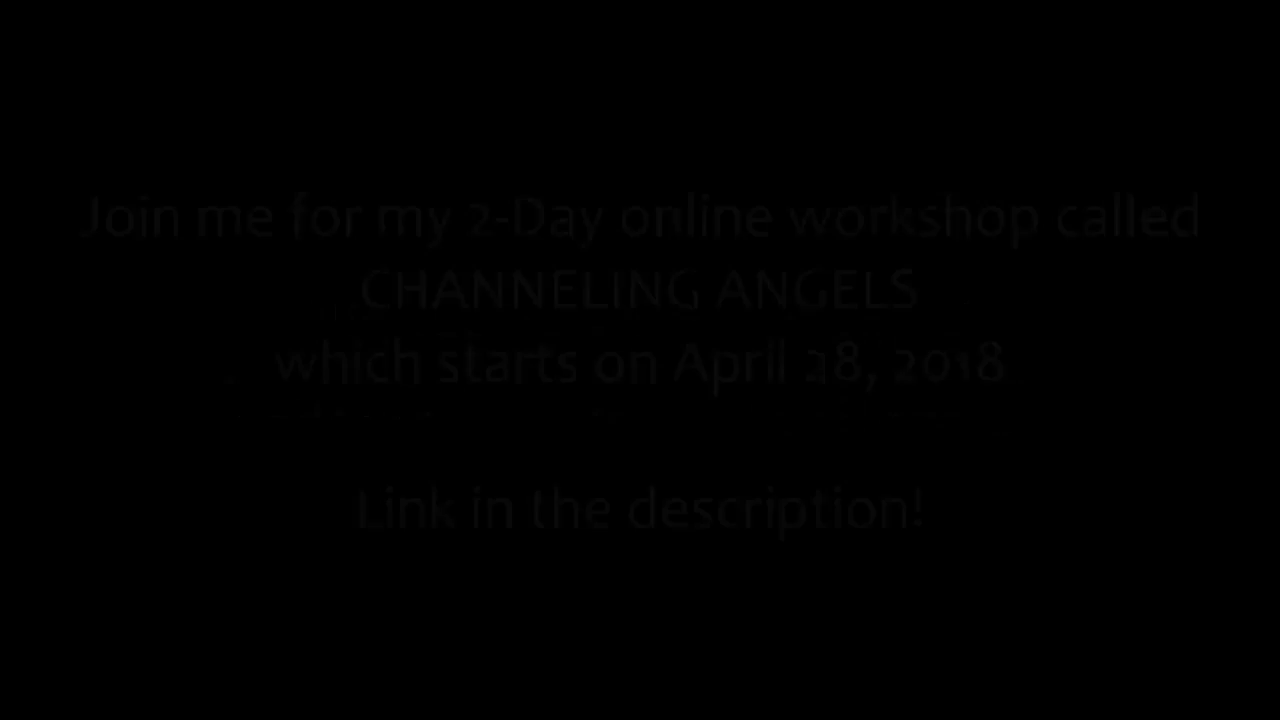 Join me for my 2-Day online workshop called
CHANNELING ANGELS
which starts on April 28, 2018
Link in the description!